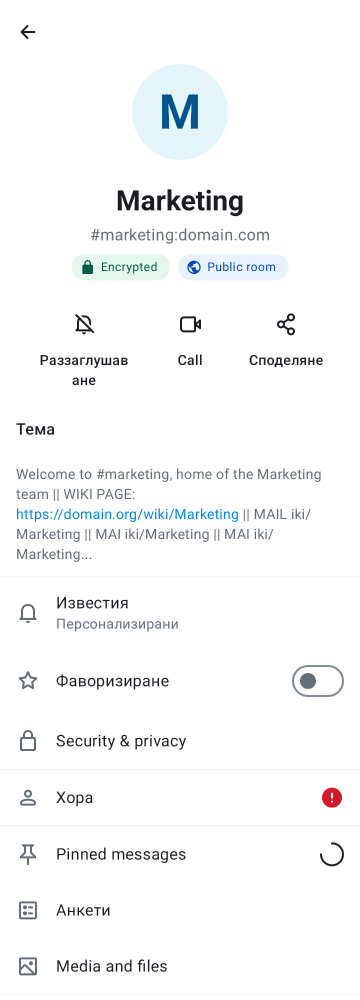 M
Marketing
#marketing:domain.com
Encrypted
Public room
Раззаглушав
ане
Call
Споделяне
Тема
Welcome to #marketing, home of the Marketing
team || WIKI PAGE:
https://domain.org/wiki/Marketing || MAIL iki/
Marketing || MAI iki/Marketing || MAI iki/
Marketing...
Известия
Персонализирани
Фаворизиране
Security & privacy
Хора
Pinned messages
Анкети
Media and files